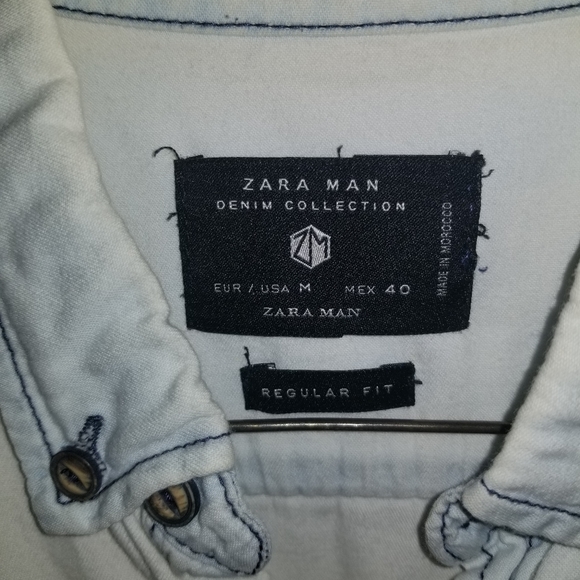 ZARA MAN
DENIM COLLECTION
ZM
EUR / USA M MEX 40
ZARA MAN
MADE IN MOROCCO
REGULAR FIT